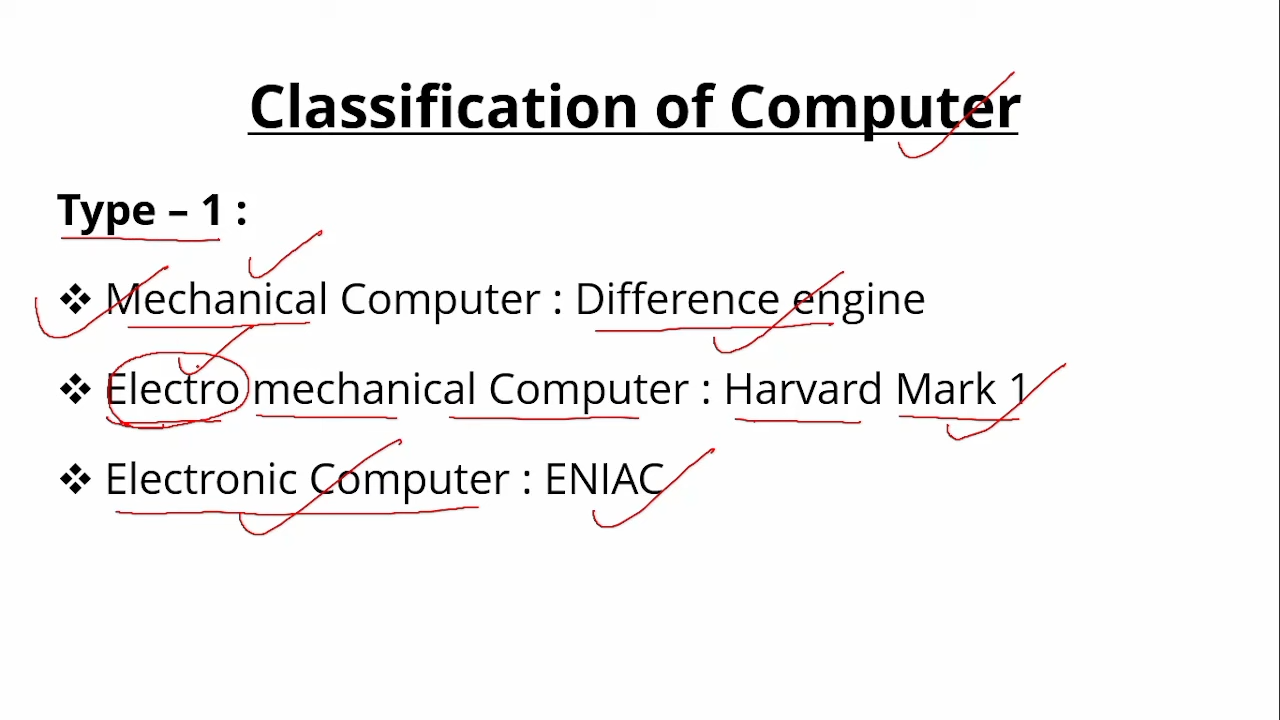 Classification of Computer
Type – 1 :
❖ Mechanical Computer : Difference engine
❖ Electro mechanical Computer : Harvard Mark 1
❖ Electronic Computer : ENIAC